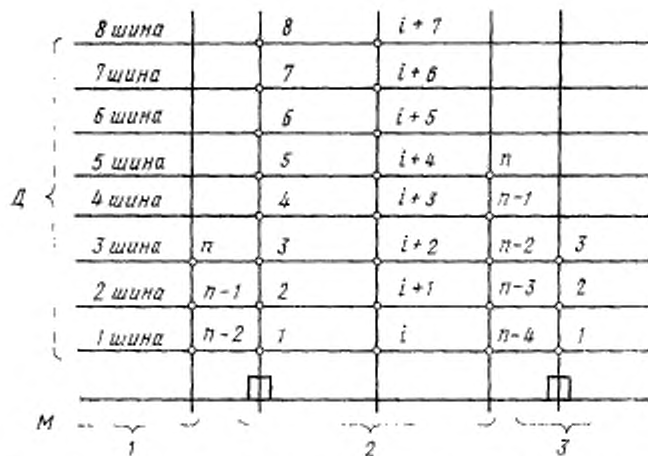 8 шина 8 i+7
7 шина 7 i+6
6 шина 6 i+5
5 шина 5 i+4 n
Д 4 шина 4 i+3 n-1
3 шина n 3 i+2 n-2 3
2 шина n-1 2 i+1 n-3 2
1 шина n-2 1 i n-4 1
М
1 2 3